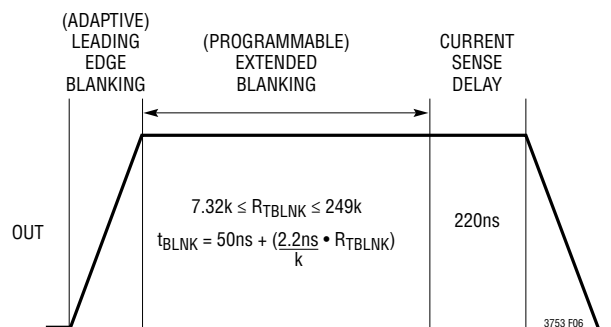 (ADAPTIVE)
LEADING
EDGE
BLANKING
(PROGRAMMABLE)
EXTENDED
BLANKING
CURRENT
SENSE
DELAY
OUT
7.32k ≤ RTBLNK ≤ 249k
tBLNK = 50ns + (2.2ns/k • RTBLNK)
220ns
3753 F06